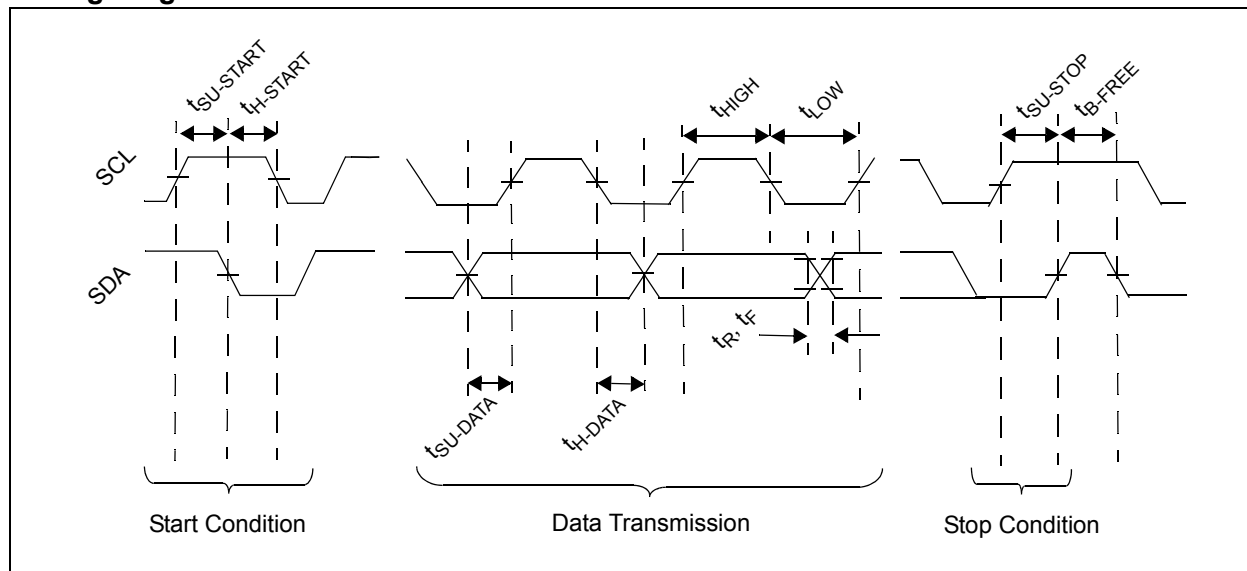 tSU-START
tH-START
tHIGH
tLOW
tSU-STOP
tB-FREE
SCL
SDA
tR, tF
tSU-DATA
tH-DATA
Start Condition
Data Transmission
Stop Condition